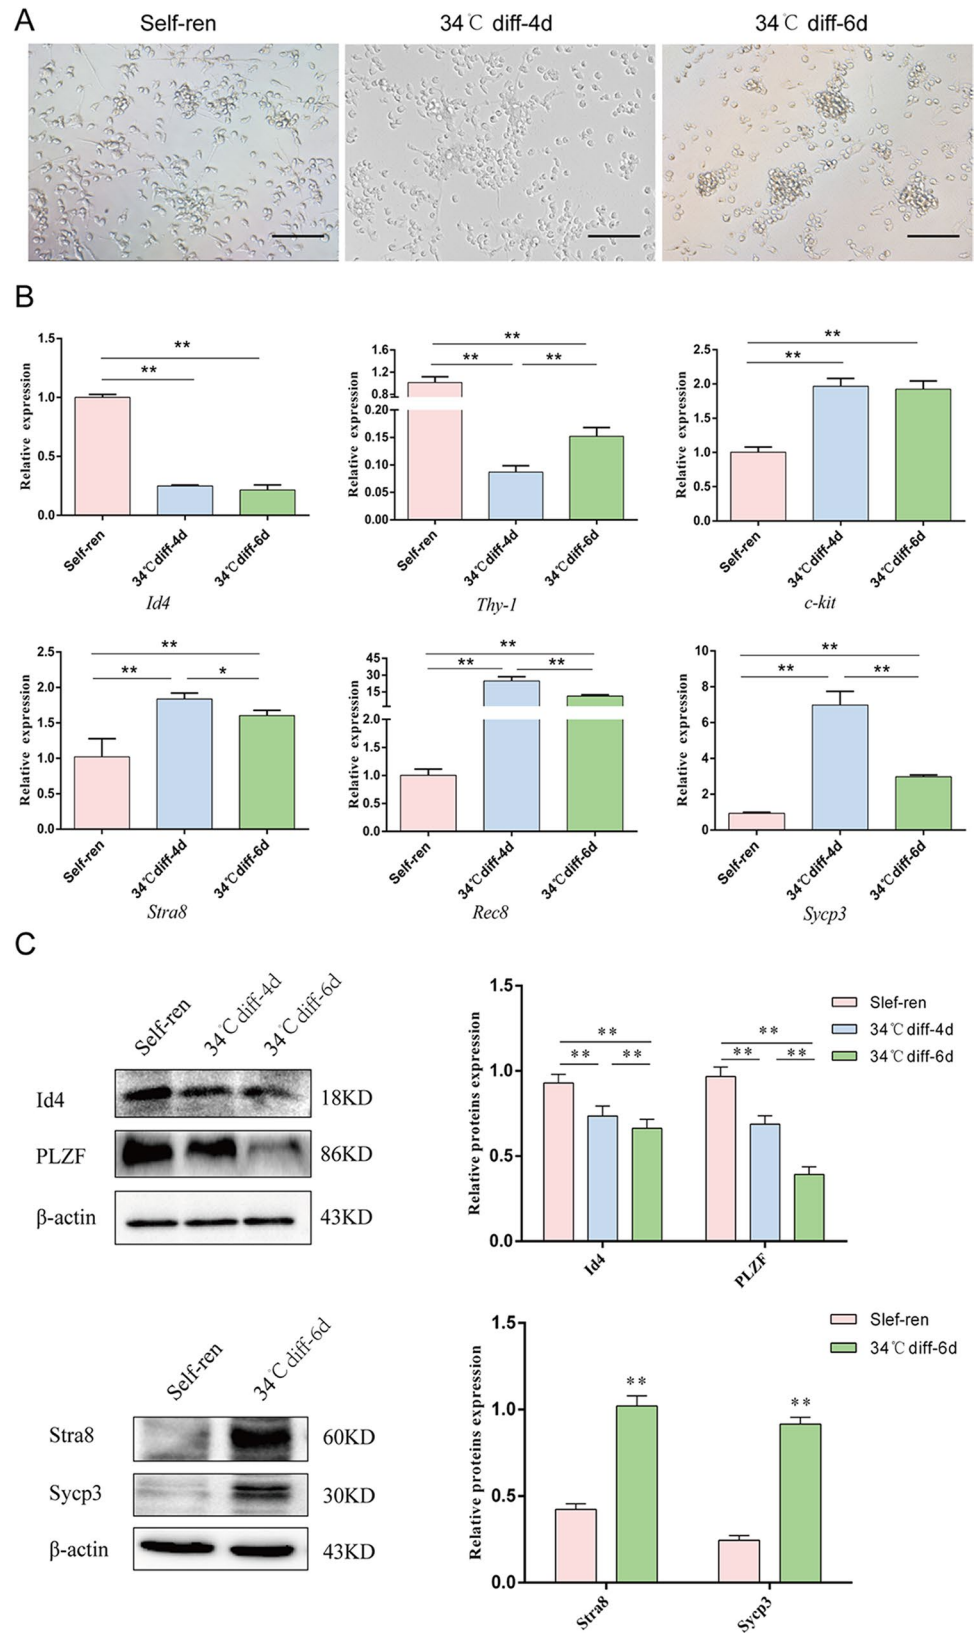 A
Self-ren
34℃ diff-4d
34℃ diff-6d
B
1.5
1.0
0.5
0.0
Relative expression
**
**
Self-ren
34℃diff-4d
34℃diff-6d
Id4
1.6
1.2
0.8
0.20
0.15
0.10
0.05
0.00
Relative expression
**
**
**
Self-ren
34℃diff-4d
34℃diff-6d
Thy-1
2.5
2.0
1.5
1.0
0.5
0.0
Relative expression
**
**
Self-ren
34℃diff-4d
34℃diff-6d
c-kit
2.5
2.0
1.5
1.0
0.5
0.0
Relative expression
**
**
*
Self-ren
34℃diff-4d
34℃diff-6d
Stra8
45
30
15
2.0
1.5
1.0
0.5
0.0
Relative expression
**
**
**
Self-ren
34℃diff-4d
34℃diff-6d
Rec8
10
8
6
4
2
0
Relative expression
**
**
**
Self-ren
34℃diff-4d
34℃diff-6d
Sycp3
C
Self-ren
34℃diff-4d
34℃diff-6d
Id4
18KD
PLZF
86KD
β-actin
43KD
1.5
1.0
0.5
0.0
Relative proteins expression
**
**
**
**
**
**
Slef-ren
34℃ diff-4d
34℃ diff-6d
Id4
PLZF
Self-ren
34℃diff-6d
Stra8
60KD
Sycp3
30KD
β-actin
43KD
1.5
1.0
0.5
0.0
Relative proteins expression
**
**
Slef-ren
34℃ diff-6d
Stra8
Sycp3